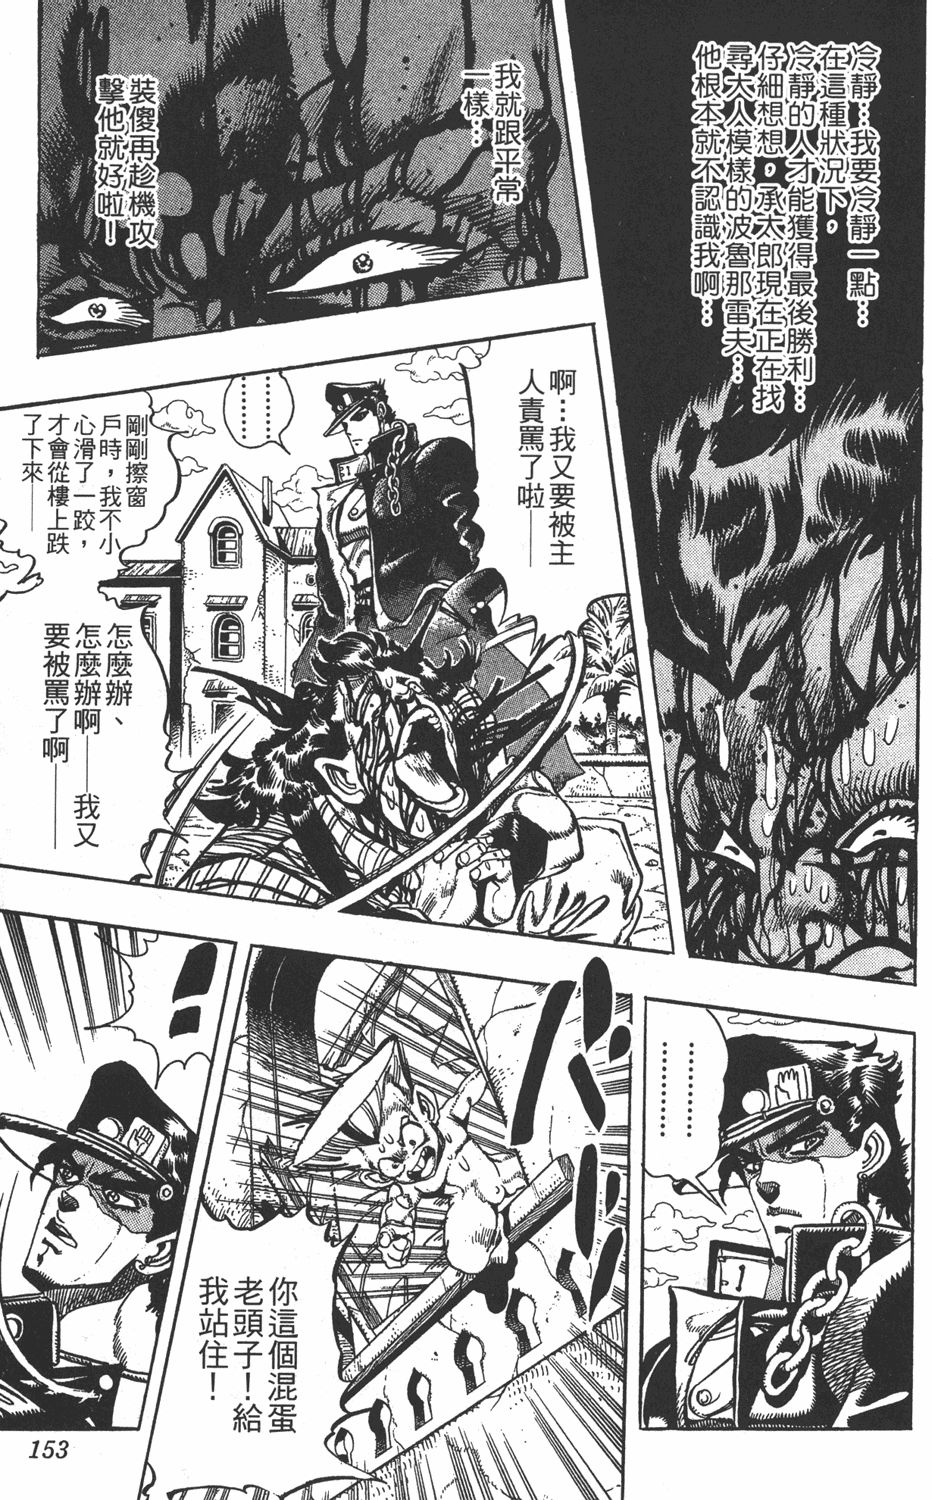 冷靜…我要冷靜一點…
在這種狀況下，
冷靜的人才能獲得最後勝利…
仔細想想，承太郎現在正在找
尋大人模樣的波魯那雷夫…
他根本就不認識我啊…
我就跟平常
一樣…
裝傻再趁機攻
擊他就好啦！
啊…我又要被主
人責罵了啦——
………
………
剛剛擦窗
戶時，我不小
心滑了一跤，
才會從樓上跌
了下來——
怎麼辦、
怎麼辦啊——我又
要被罵了啊——
………
………
バ
ン
你這個混蛋
老頭子！給
我站住！
!!
153